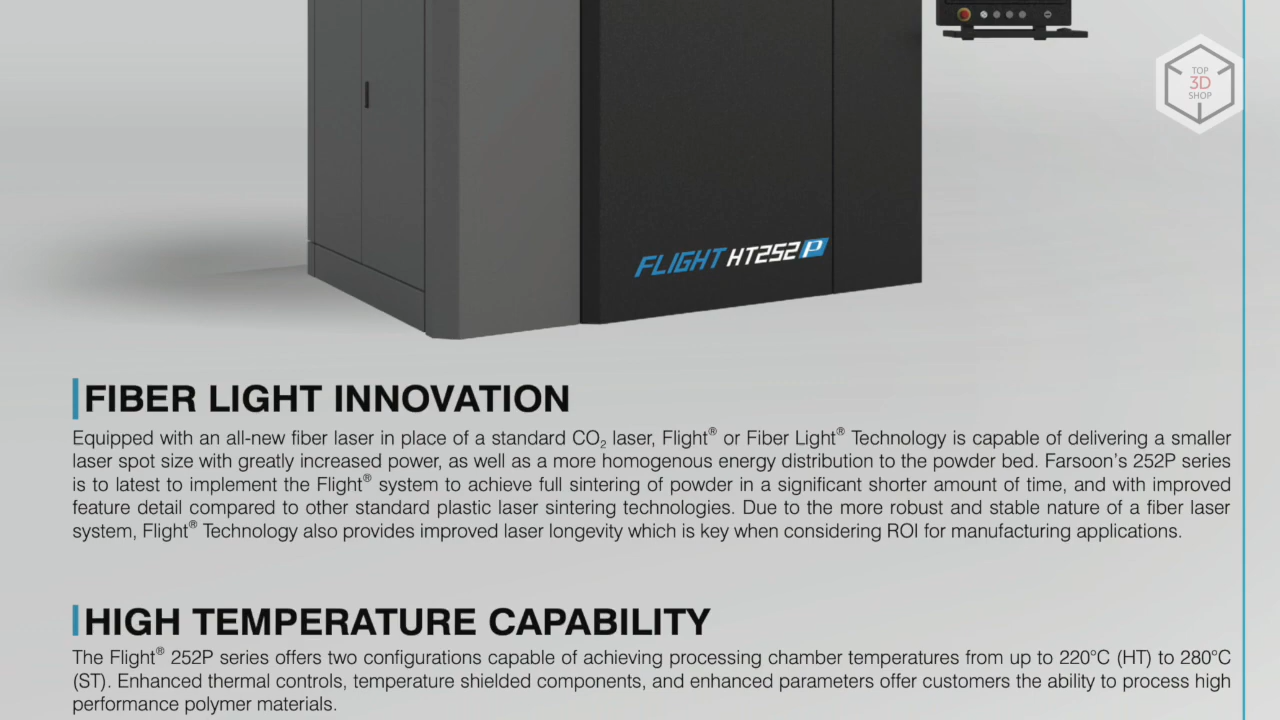 TOP
3D
SHOP
FLIGHT HT252P
FIBER LIGHT INNOVATION
Equipped with an all-new fiber laser in place of a standard CO₂ laser, Flight® or Fiber Light® Technology is capable of delivering a smaller
laser spot size with greatly increased power, as well as a more homogenous energy distribution to the powder bed. Farsoon's 252P series
is to latest to implement the Flight® system to achieve full sintering of powder in a significant shorter amount of time, and with improved
feature detail compared to other standard plastic laser sintering technologies. Due to the more robust and stable nature of a fiber laser
system, Flight® Technology also provides improved laser longevity which is key when considering ROI for manufacturing applications.
HIGH TEMPERATURE CAPABILITY
The Flight® 252P series offers two configurations capable of achieving processing chamber temperatures from up to 220°C (HT) to 280°C
(ST). Enhanced thermal controls, temperature shielded components, and enhanced parameters offer customers the ability to process high
performance polymer materials.